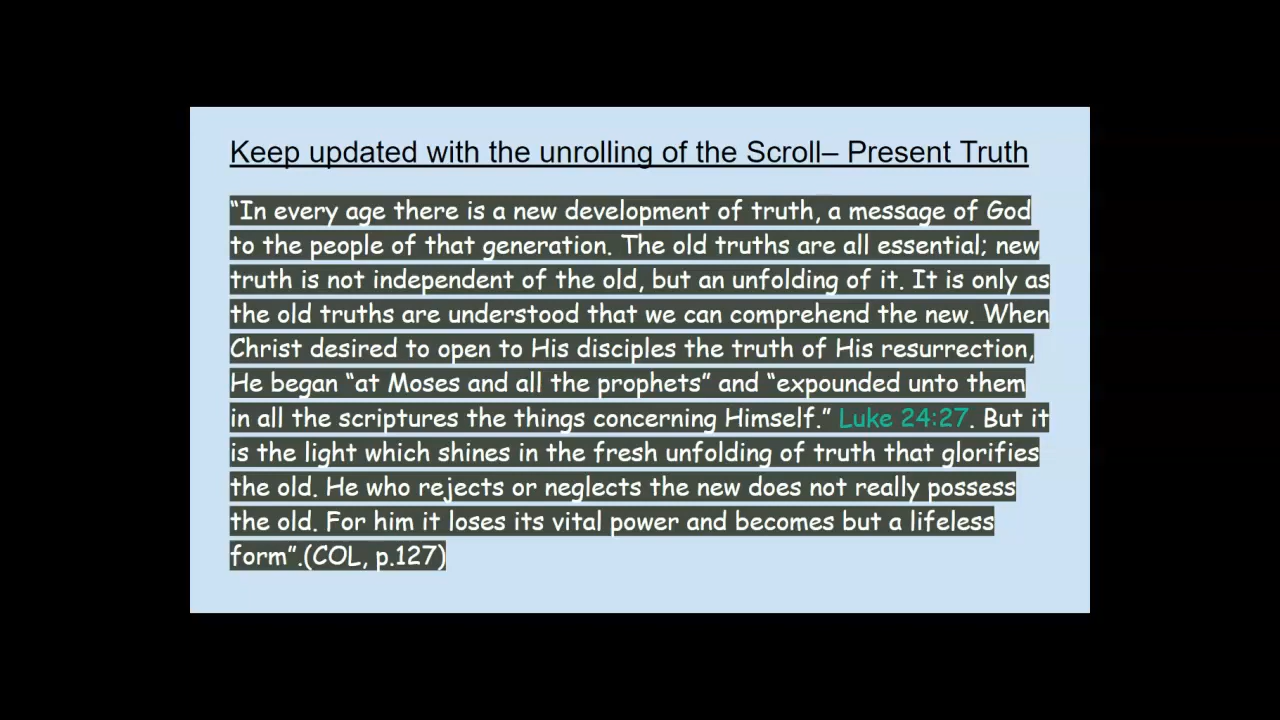 Keep updated with the unrolling of the Scroll– Present Truth
“In every age there is a new development of truth, a message of God
to the people of that generation. The old truths are all essential; new
truth is not independent of the old, but an unfolding of it. It is only as
the old truths are understood that we can comprehend the new. When
Christ desired to open to His disciples the truth of His resurrection,
He began “at Moses and all the prophets” and “expounded unto them
in all the scriptures the things concerning Himself.” Luke 24:27. But it
is the light which shines in the fresh unfolding of truth that glorifies
the old. He who rejects or neglects the new does not really possess
the old. For him it loses its vital power and becomes but a lifeless
form”.(COL, p.127)